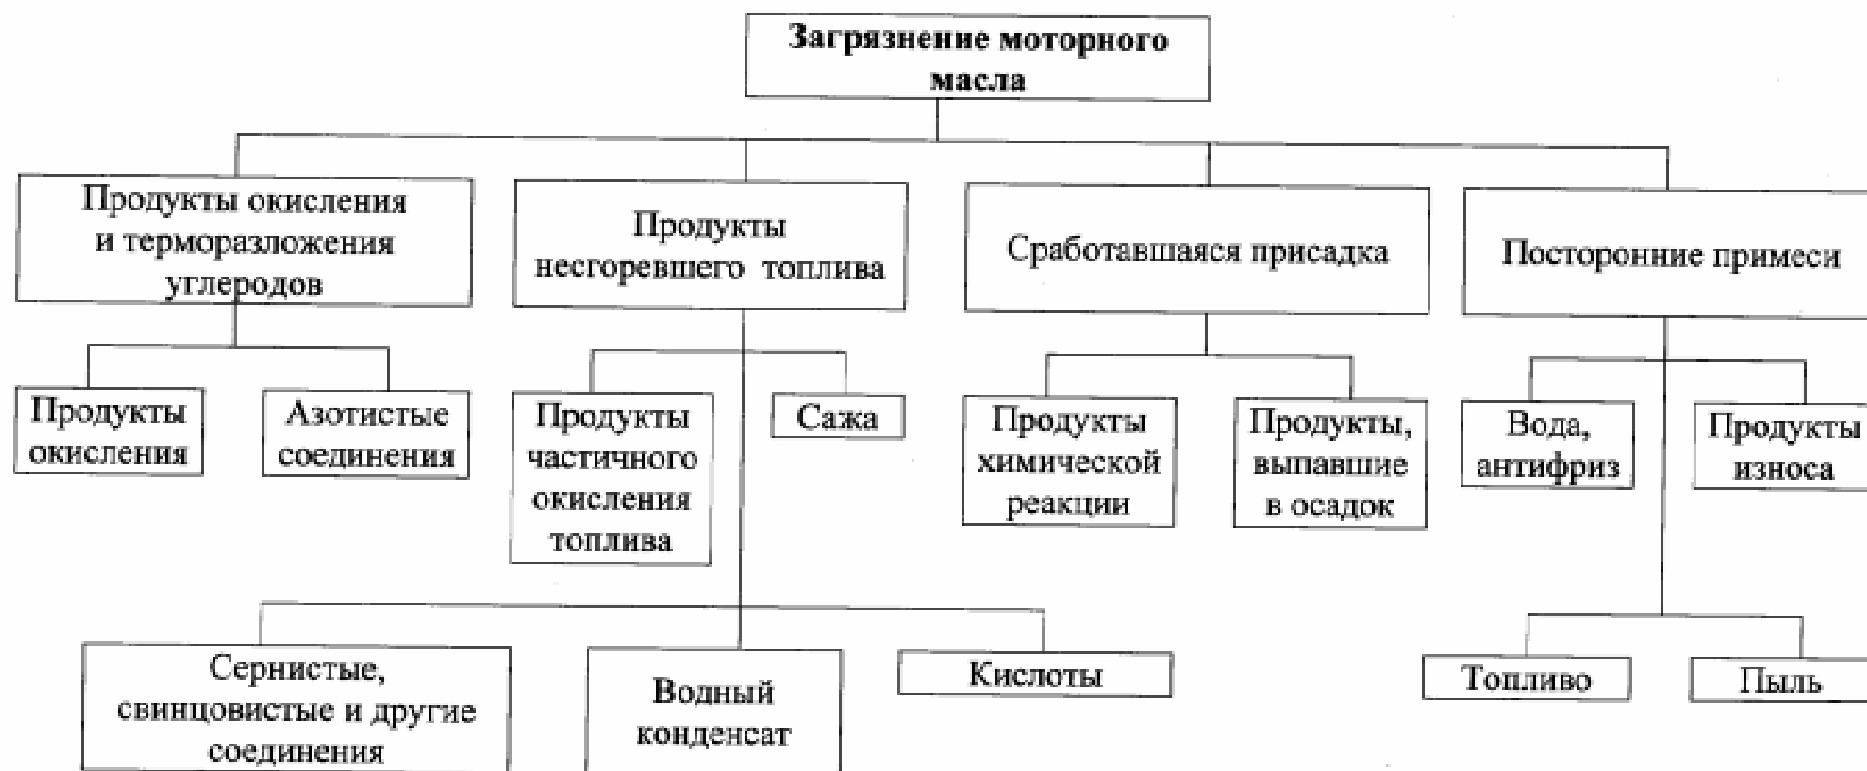 Загрязнение моторного
масла
Продукты окисления
и терморазложения
углеродов
Продукты
несгоревшего топлива
Сработавшаяся присадка
Посторонние примеси
Продукты
окисления
Азотистые
соединения
Продукты
частичного
окисления
топлива
Сажа
Продукты
химической
реакции
Продукты,
выпавшие
в осадок
Вода,
антифриз
Продукты
износа
Сернистые,
свинцовистые и другие
соединения
Водный
конденсат
Кислоты
Топливо
Пыль